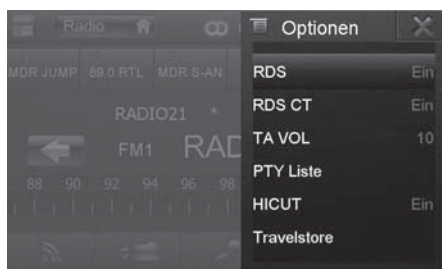 Radio
Optionen
MDR JUMP 89.0 RTL MDR S-AN
RDS Ein
RADIO21 *
RDS CT Ein
FM1 RAD
TA VOL 10
88 90 92 94 96 98
PTY Liste
HICUT Ein
Travelstore